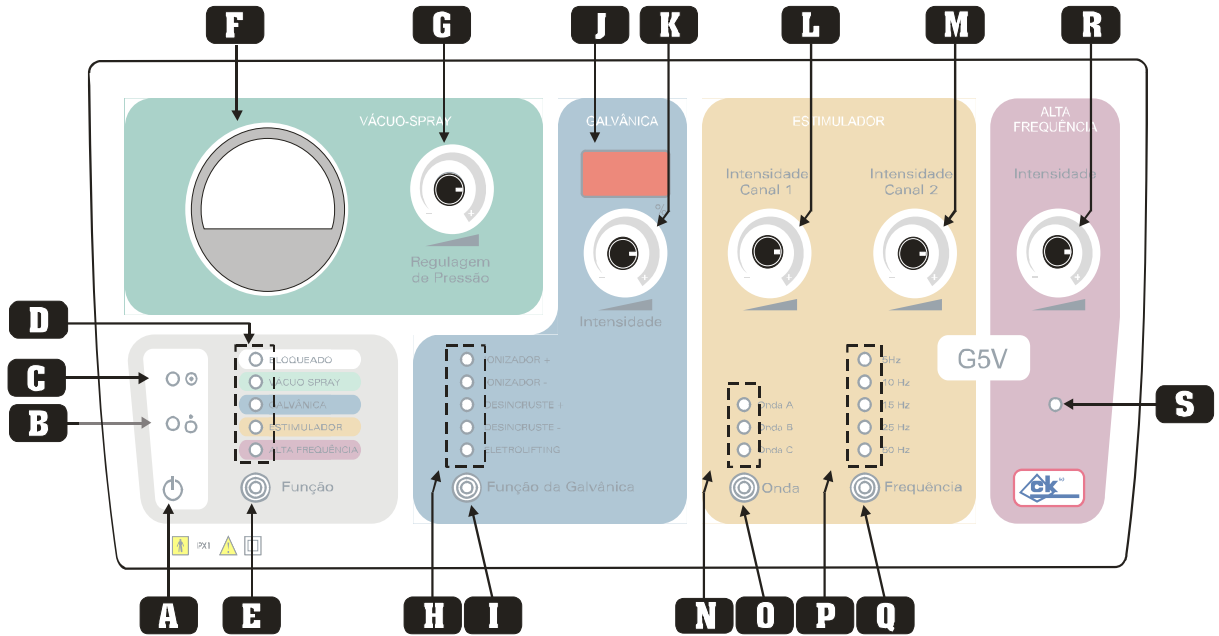 F
G
J
K
L
M
R
VÁCUO-SPRAY
GALVÂNICA
ESTIMULADOR
ALTA
FREQUÊNCIA
Intensidade
Canal 1
Intensidade
Canal 2
Intensidade
%
- +
- +
- +
- +
- +
Regulagem
de Pressão
Intensidade
D
C
B
BLOQUEADO
VÁCUO SPRAY
GALVÂNICA
ESTIMULADOR
ALTA FREQUÊNCIA
Função
IONIZADOR +
IONIZADOR -
DESINCRUSTE +
DESINCRUSTE -
ELETROLIFTING
Função da Galvânica
Onda A
Onda B
Onda C
Onda
5Hz
10 Hz
15 Hz
25 Hz
50 Hz
Frequência
G5V
S
ck
IPX1
A
E
H
I
N
O
P
Q